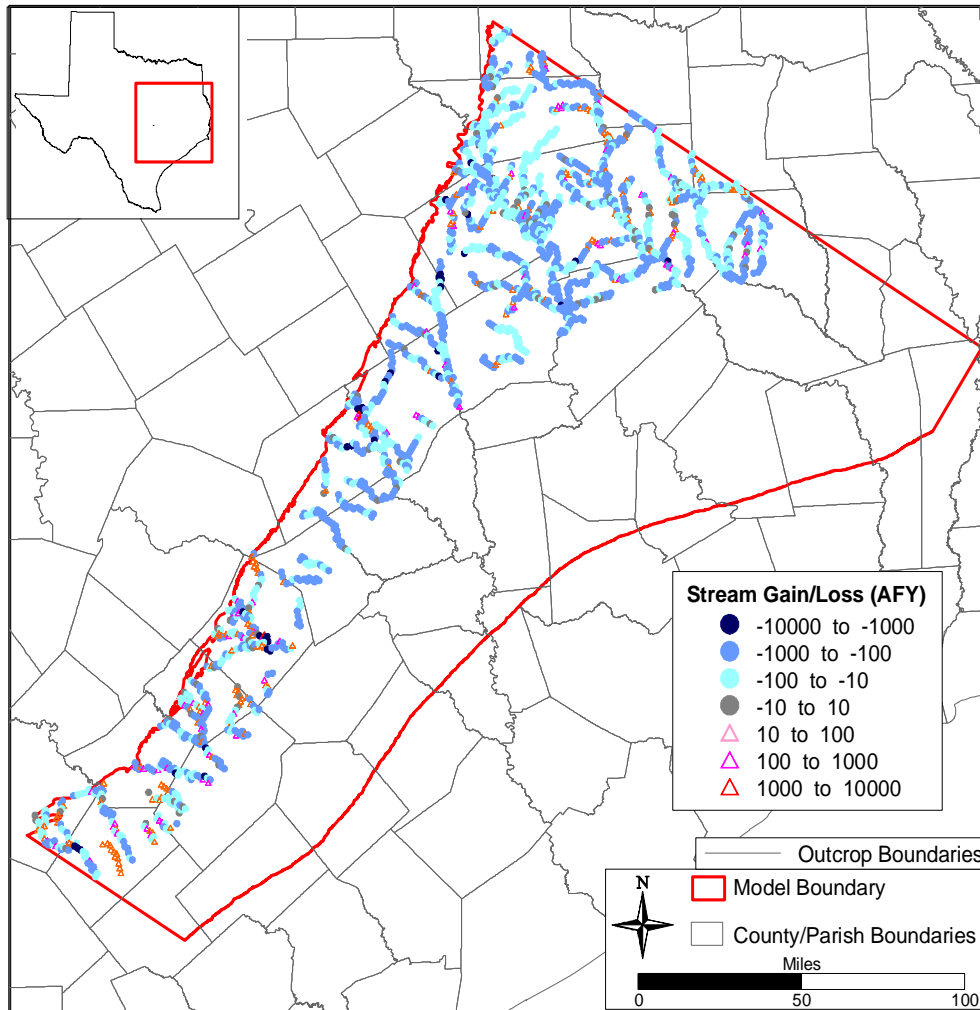 Stream Gain/Loss (AFY)
-10000 to -1000
-1000 to -100
-100 to -10
-10 to 10
10 to 100
100 to 1000
1000 to 10000
Outcrop Boundaries
N
Model Boundary
County/Parish Boundaries
Miles
0 50 100